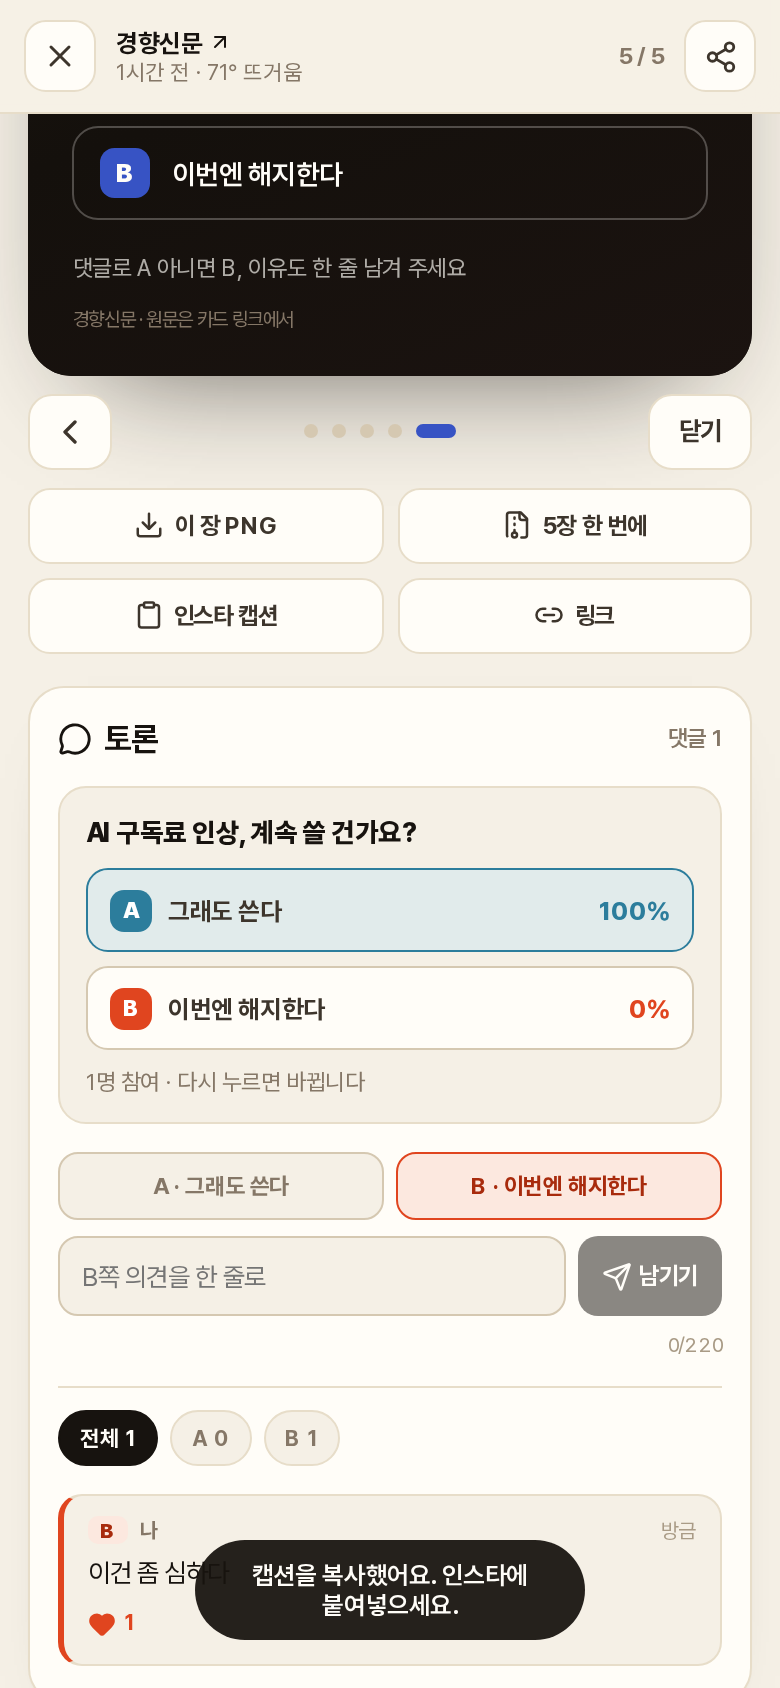 경향신문
1시간 전 · 71° 뜨거움
5 / 5
B 이번엔 해지한다
댓글로 A 아니면 B, 이유도 한 줄 남겨 주세요
경향신문 · 원문은 카드 링크에서
닫기
이 장 PNG
5장 한 번에
인스타 캡션
링크
토론
댓글 1
AI 구독료 인상, 계속 쓸 건가요?
A 그래도 쓴다 100%
B 이번엔 해지한다 0%
1명 참여 · 다시 누르면 바뀝니다
A · 그래도 쓴다
B · 이번엔 해지한다
B쪽 의견을 한 줄로
남기기
0/220
전체 1
A 0
B 1
B 나
방금
이건 좀 심하다
1
캡션을 복사했어요. 인스타에
붙여넣으세요.